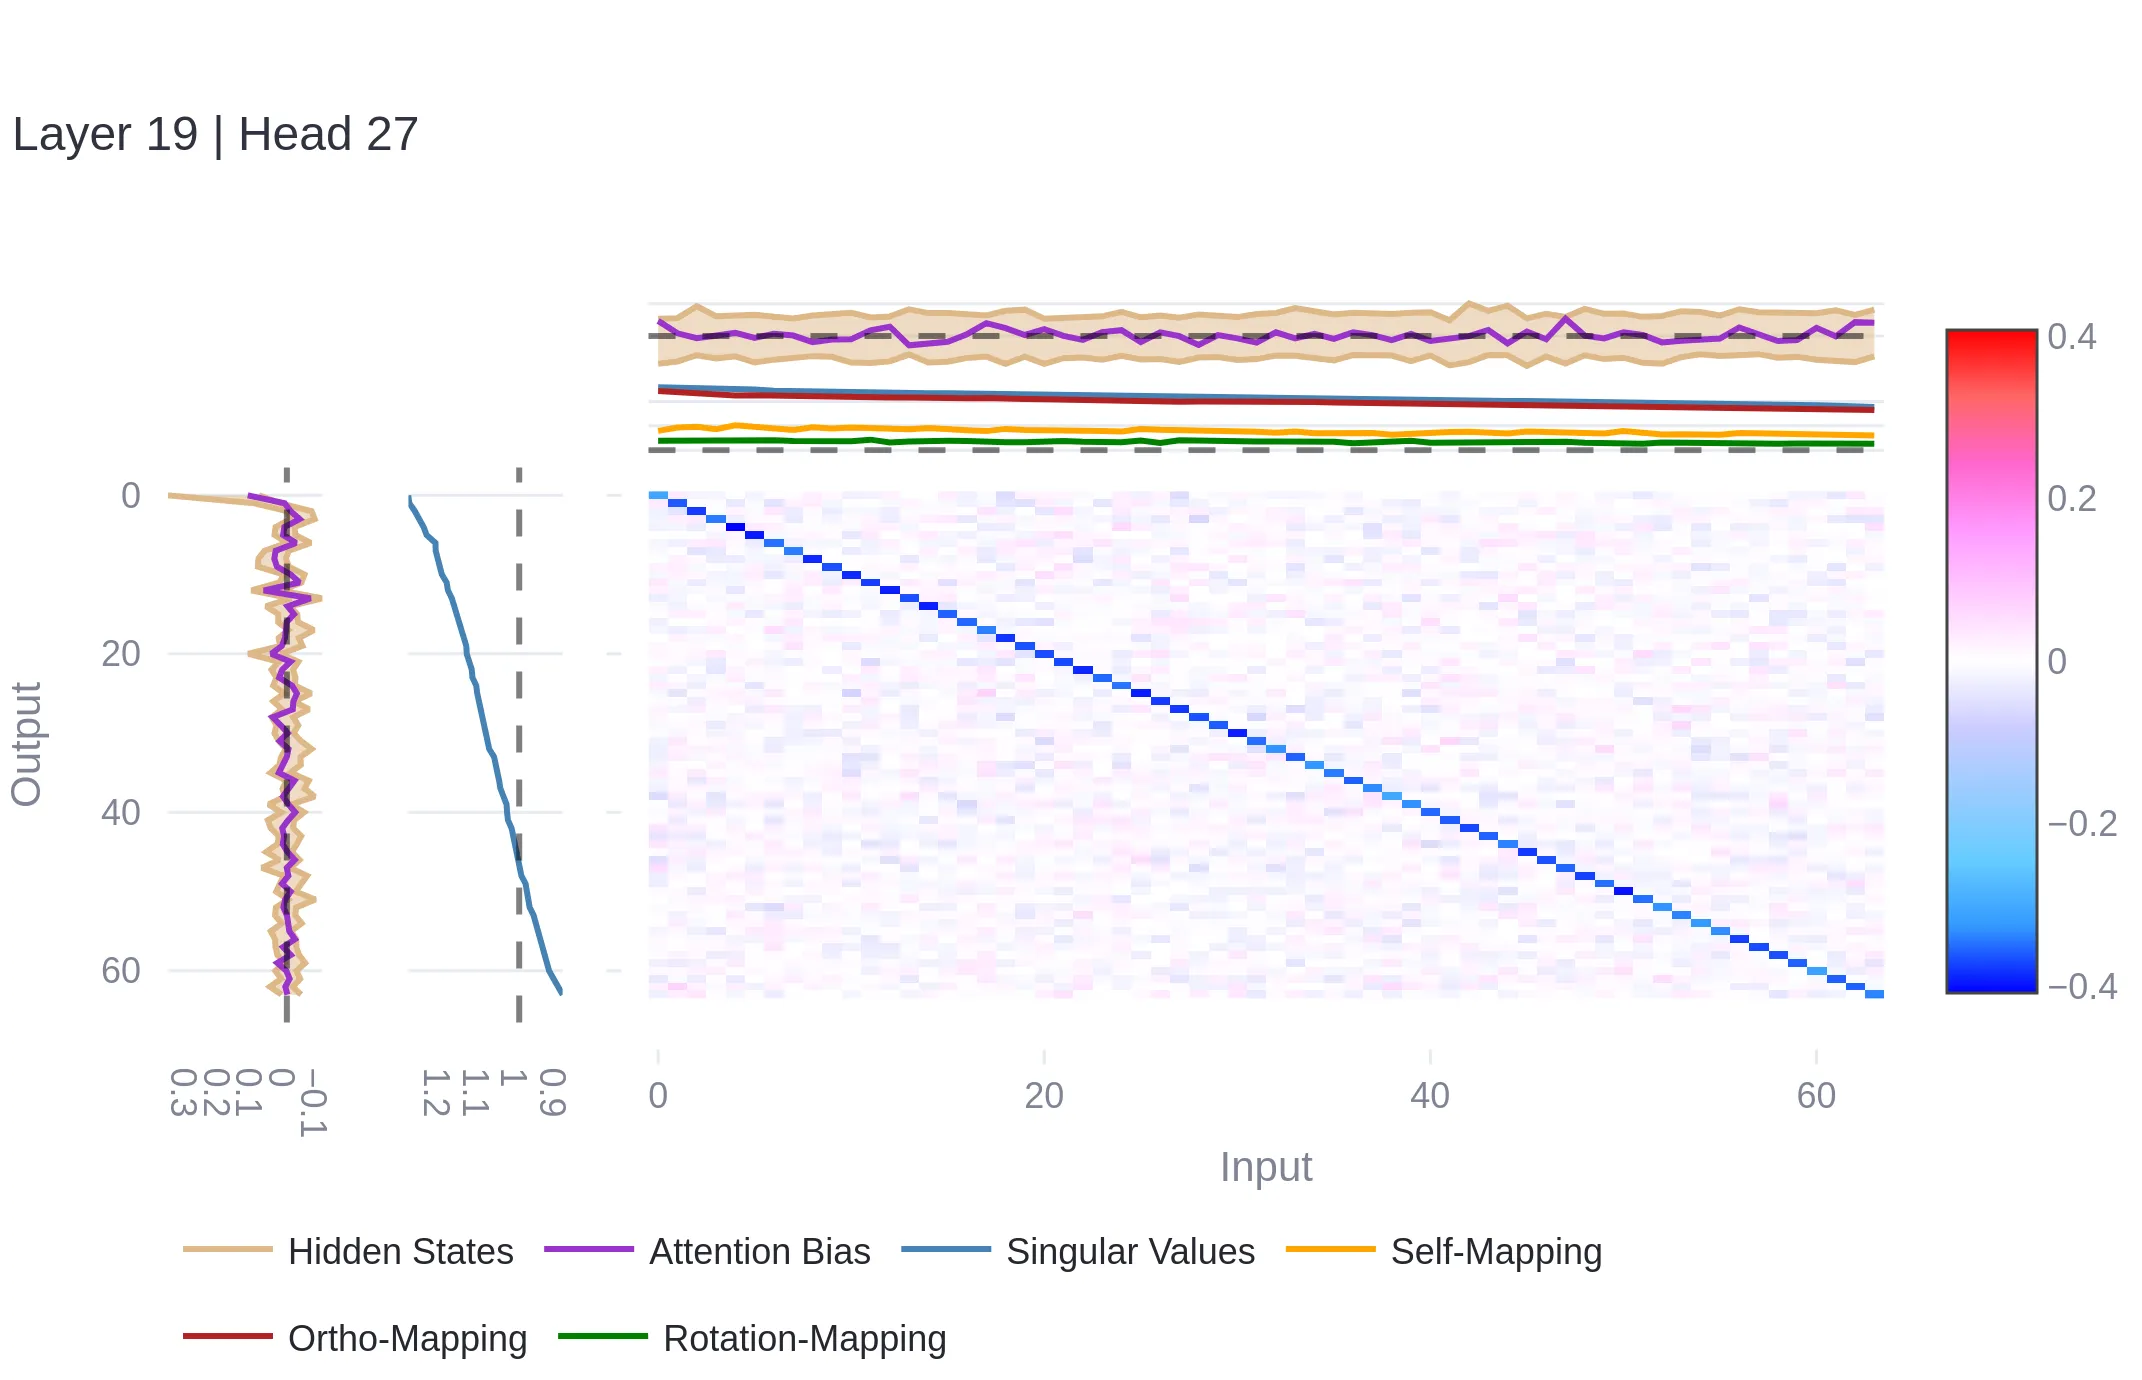 Layer 19 | Head 27
0.4
0.2
0
−0.2
−0.4
0
20
40
60
Output
0.3
0.2
0.1
0
−0.1
1.2
1.1
1
0.9
0
20
40
60
Input
Hidden States
Attention Bias
Singular Values
Self-Mapping
Ortho-Mapping
Rotation-Mapping